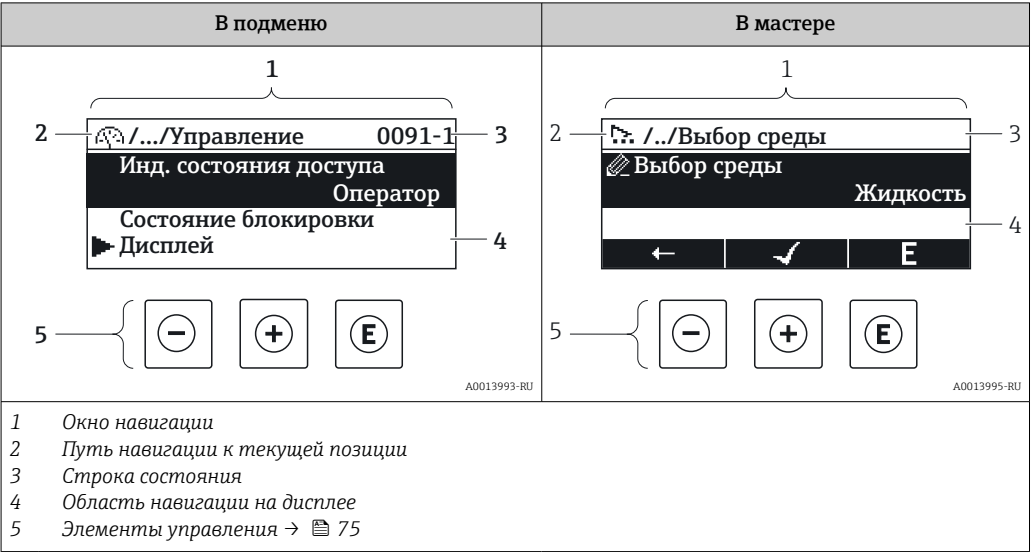 В подменю
В мастере
1
2
/.../Управление 0091-1
3
Инд. состояния доступа
Оператор
Состояние блокировки
Дисплей
4
5
E
A0013993-RU
1
2
/../Выбор среды
3
Выбор среды
Жидкость
4
E
5
E
A0013995-RU
1 Окно навигации
2 Путь навигации к текущей позиции
3 Строка состояния
4 Область навигации на дисплее
5 Элементы управления → 75